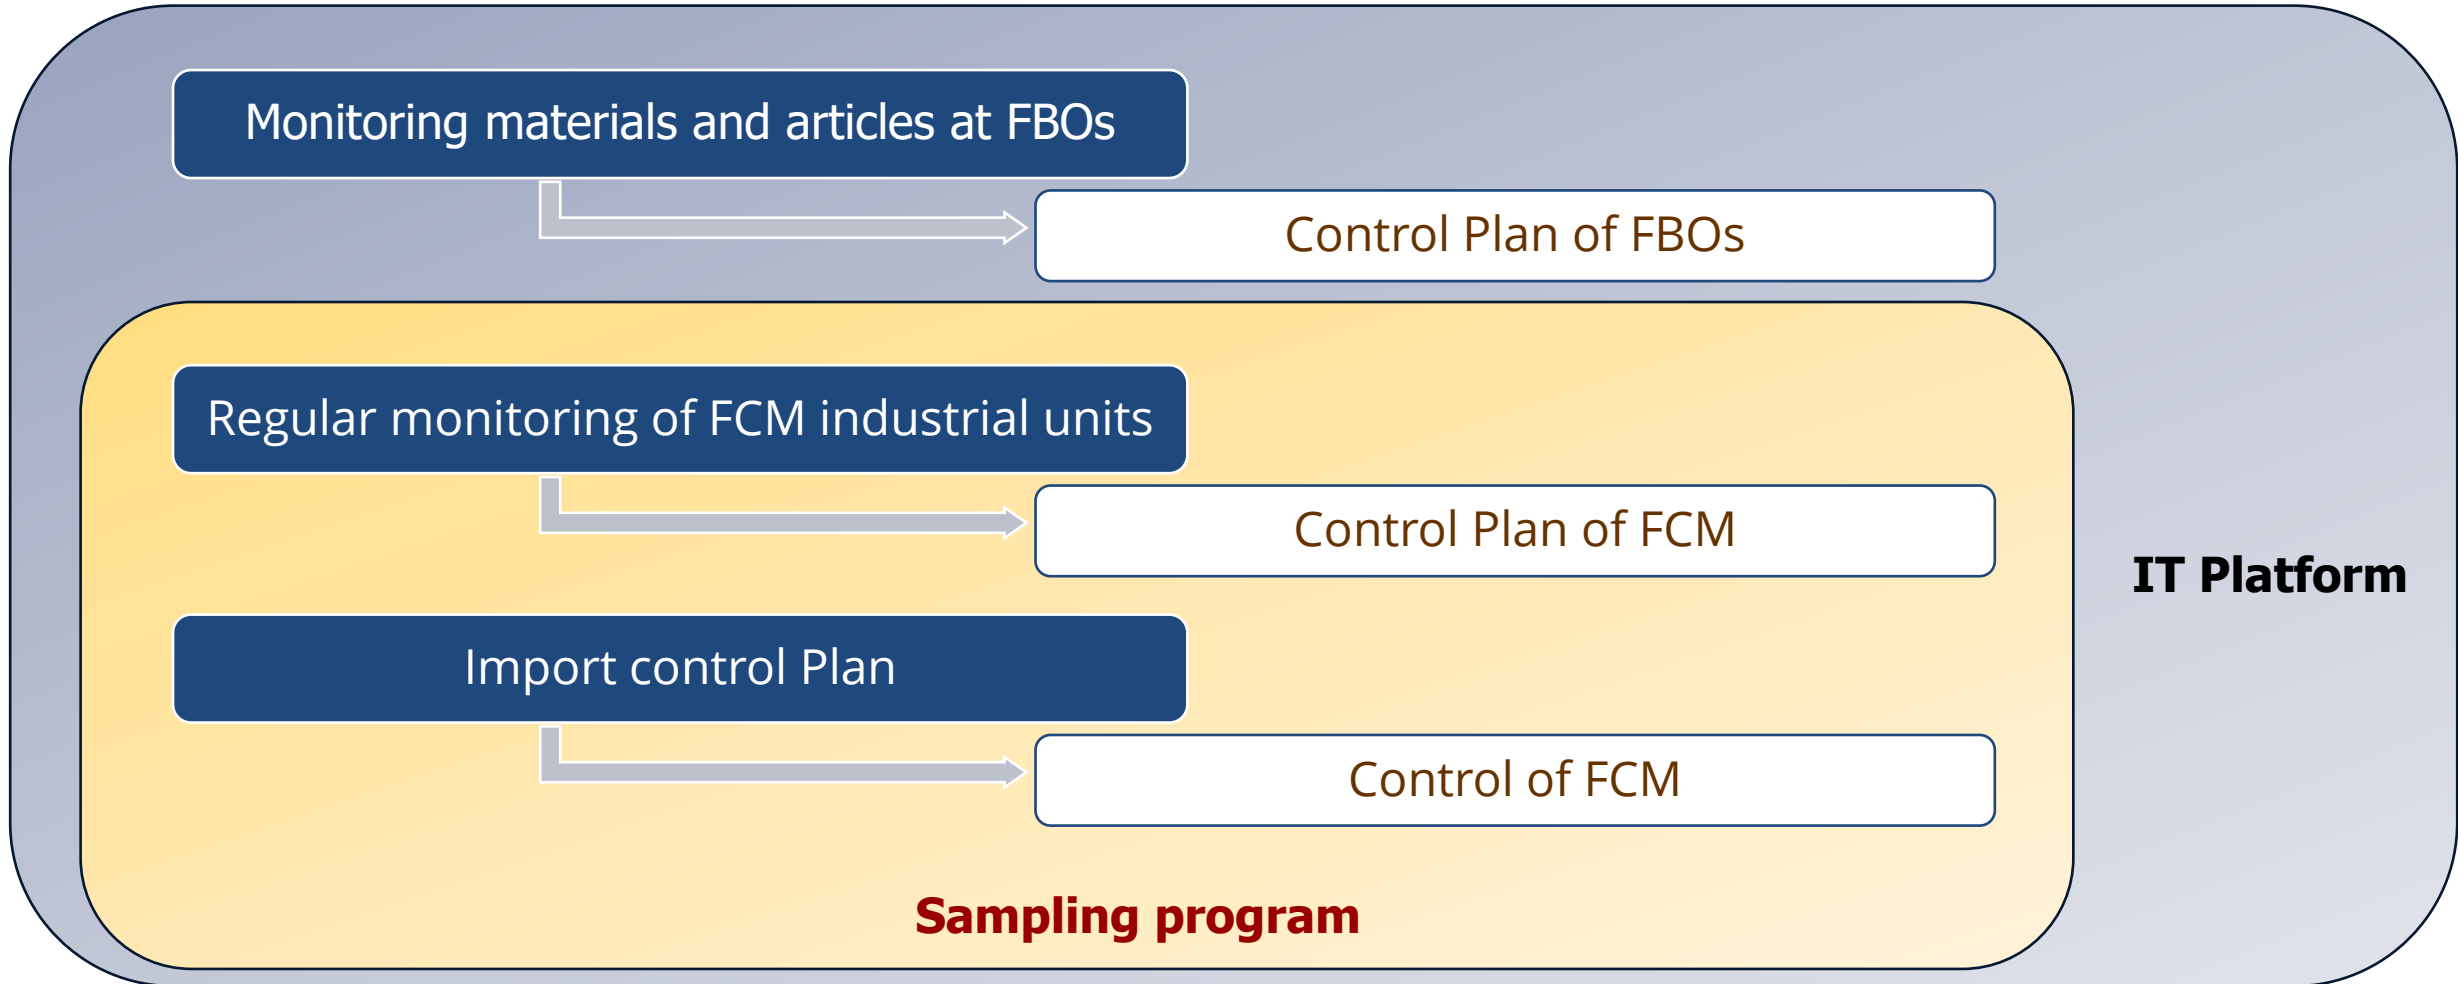 Monitoring materials and articles at FBOs
Control Plan of FBOs
Regular monitoring of FCM industrial units
Control Plan of FCM
IT Platform
Import control Plan
Control of FCM
Sampling program